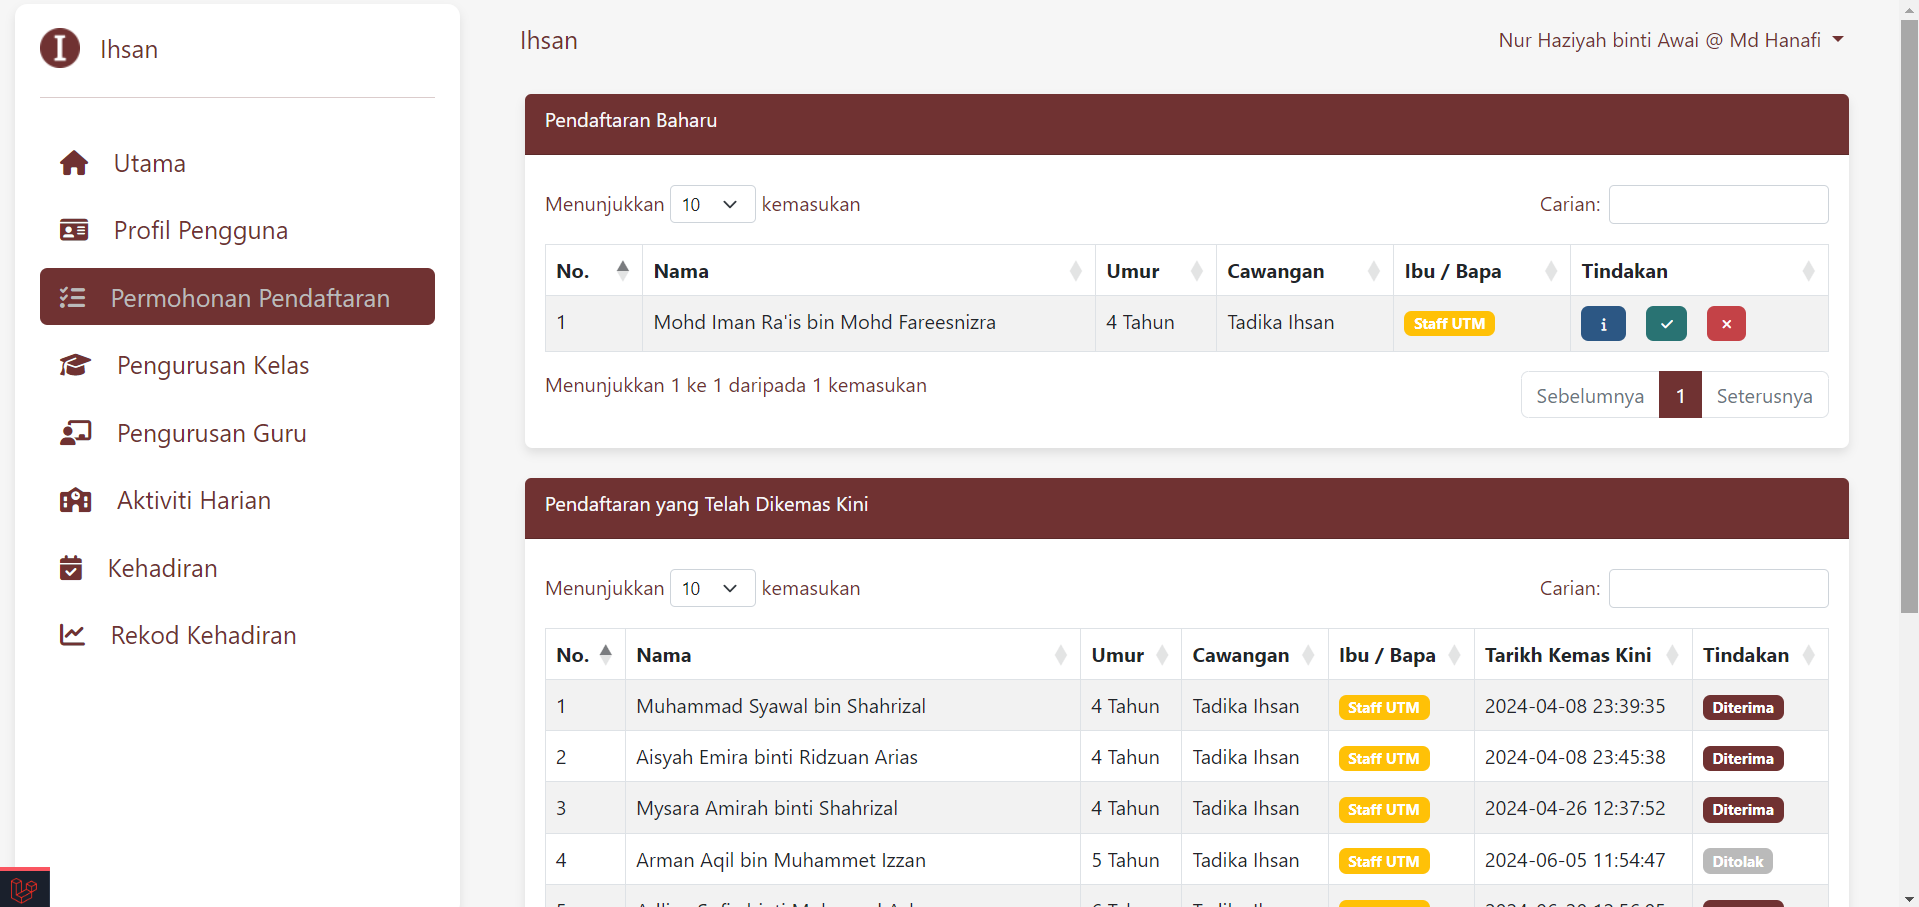 Ihsan
Utama
Profil Pengguna
Permohonan Pendaftaran
Pengurusan Kelas
Pengurusan Guru
Aktiviti Harian
Kehadiran
Rekod Kehadiran
Ihsan
Nur Haziyah binti Awai @ Md Hanafi
Pendaftaran Baharu
Menunjukkan 10 kemasukan
Carian:
No. Nama Umur Cawangan Ibu / Bapa Tindakan
1 Mohd Iman Ra'is bin Mohd Fareesnizra 4 Tahun Tadika Ihsan Staff UTM
Menunjukkan 1 ke 1 daripada 1 kemasukan
Sebelumnya 1 Seterusnya
Pendaftaran yang Telah Dikemas Kini
Menunjukkan 10 kemasukan
Carian:
No. Nama Umur Cawangan Ibu / Bapa Tarikh Kemas Kini Tindakan
1 Muhammad Syawal bin Shahrizal 4 Tahun Tadika Ihsan Staff UTM 2024-04-08 23:39:35 Diterima
2 Aisyah Emira binti Ridzuan Arias 4 Tahun Tadika Ihsan Staff UTM 2024-04-08 23:45:38 Diterima
3 Mysara Amirah binti Shahrizal 4 Tahun Tadika Ihsan Staff UTM 2024-04-26 12:37:52 Diterima
4 Arman Aqil bin Muhammet Izzan 5 Tahun Tadika Ihsan Staff UTM 2024-06-05 11:54:47 Ditolak